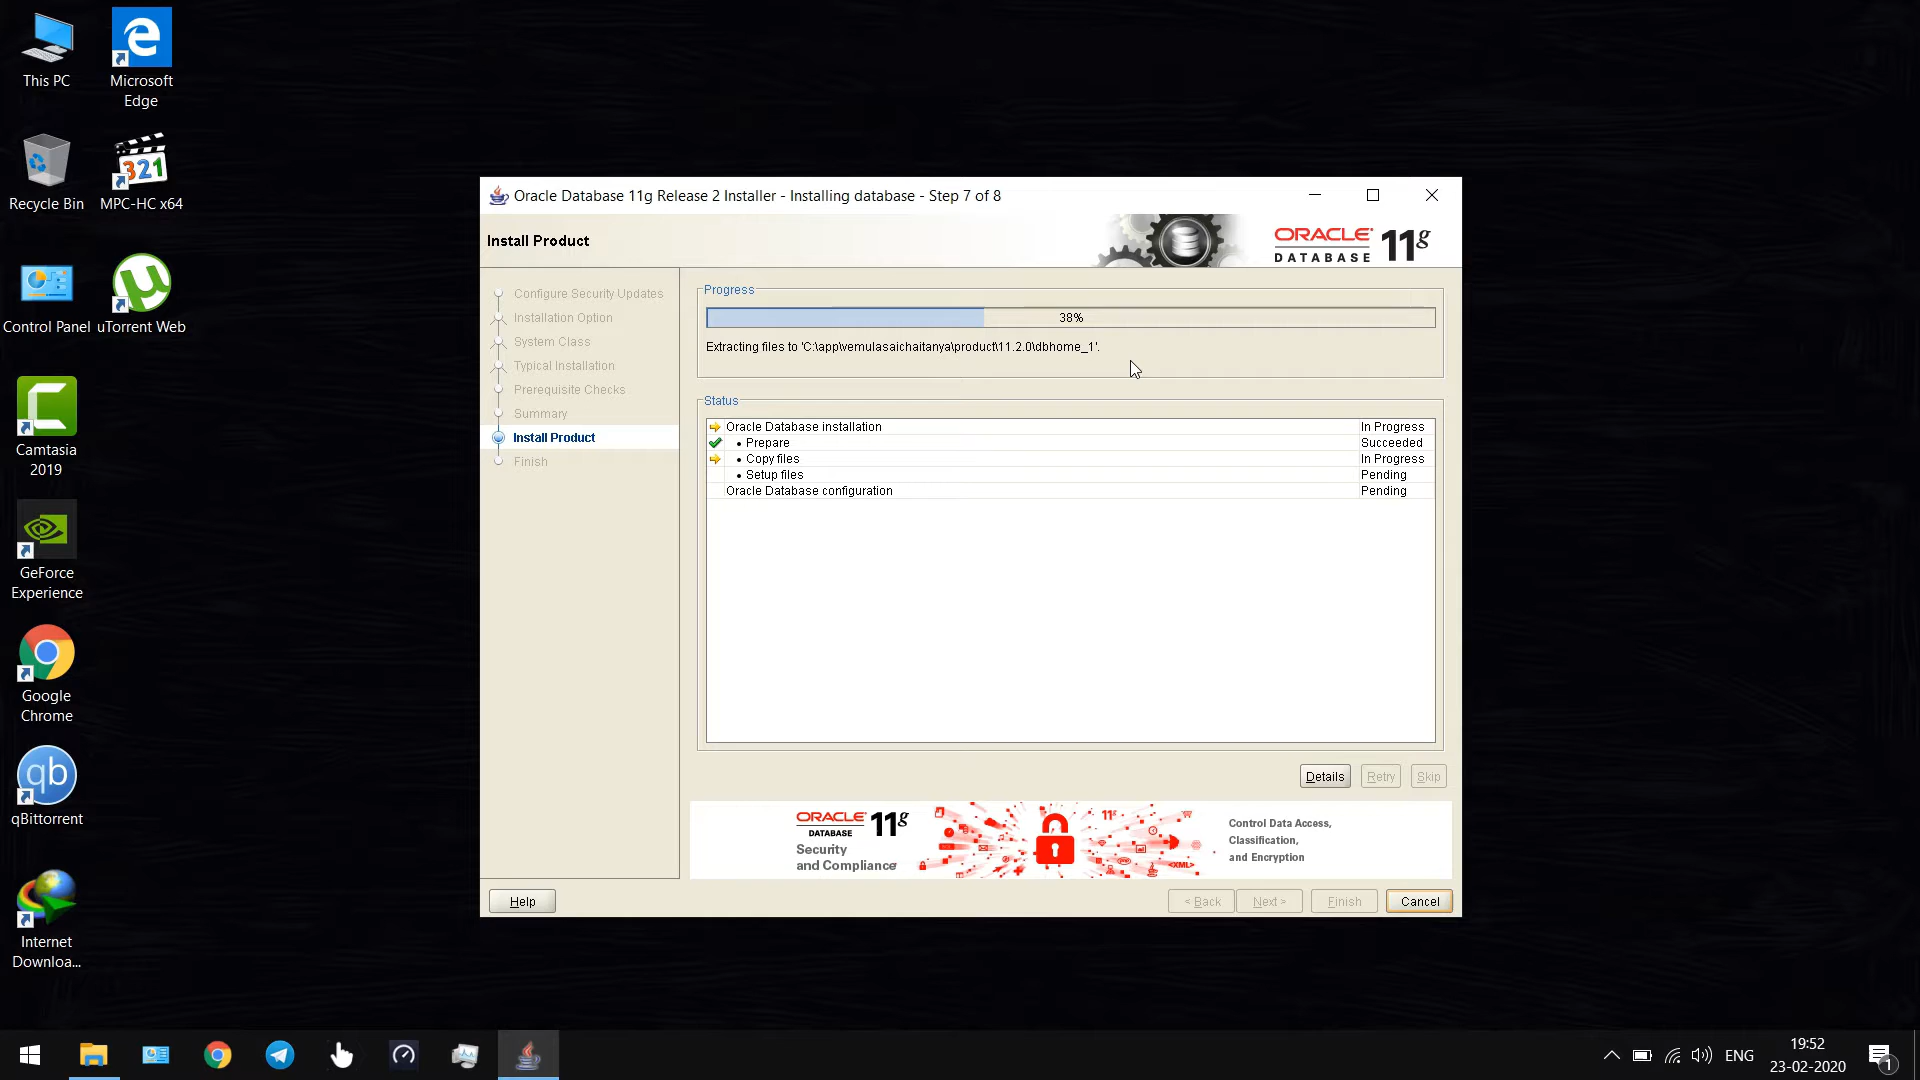 This PC
Microsoft
Edge
Recycle Bin
321
MPC-HC x64
Control Panel
uTorrent Web
Camtasia
2019
GeForce
Experience
Google
Chrome
qb
qBittorrent
Internet
Downloa...
Oracle Database 11g Release 2 Installer - Installing database - Step 7 of 8
Install Product
ORACLE
DATABASE
11g
Configure Security Updates
Installation Option
System Class
Typical Installation
Prerequisite Checks
Summary
Install Product
Finish
Progress
38%
Extracting files to 'C:\app\vemulasaichaitanya\product\11.2.0\dbhome_1'.
Status
Oracle Database installation In Progress
• Prepare Succeeded
• Copy files In Progress
• Setup files Pending
Oracle Database configuration Pending
Details Retry Skip
ORACLE
DATABASE
11g
Security
and Compliance
11g
<XML>
Control Data Access,
Classification,
and Encryption
Help
< Back Next > Finish Cancel
ENG
19:52
23-02-2020
1